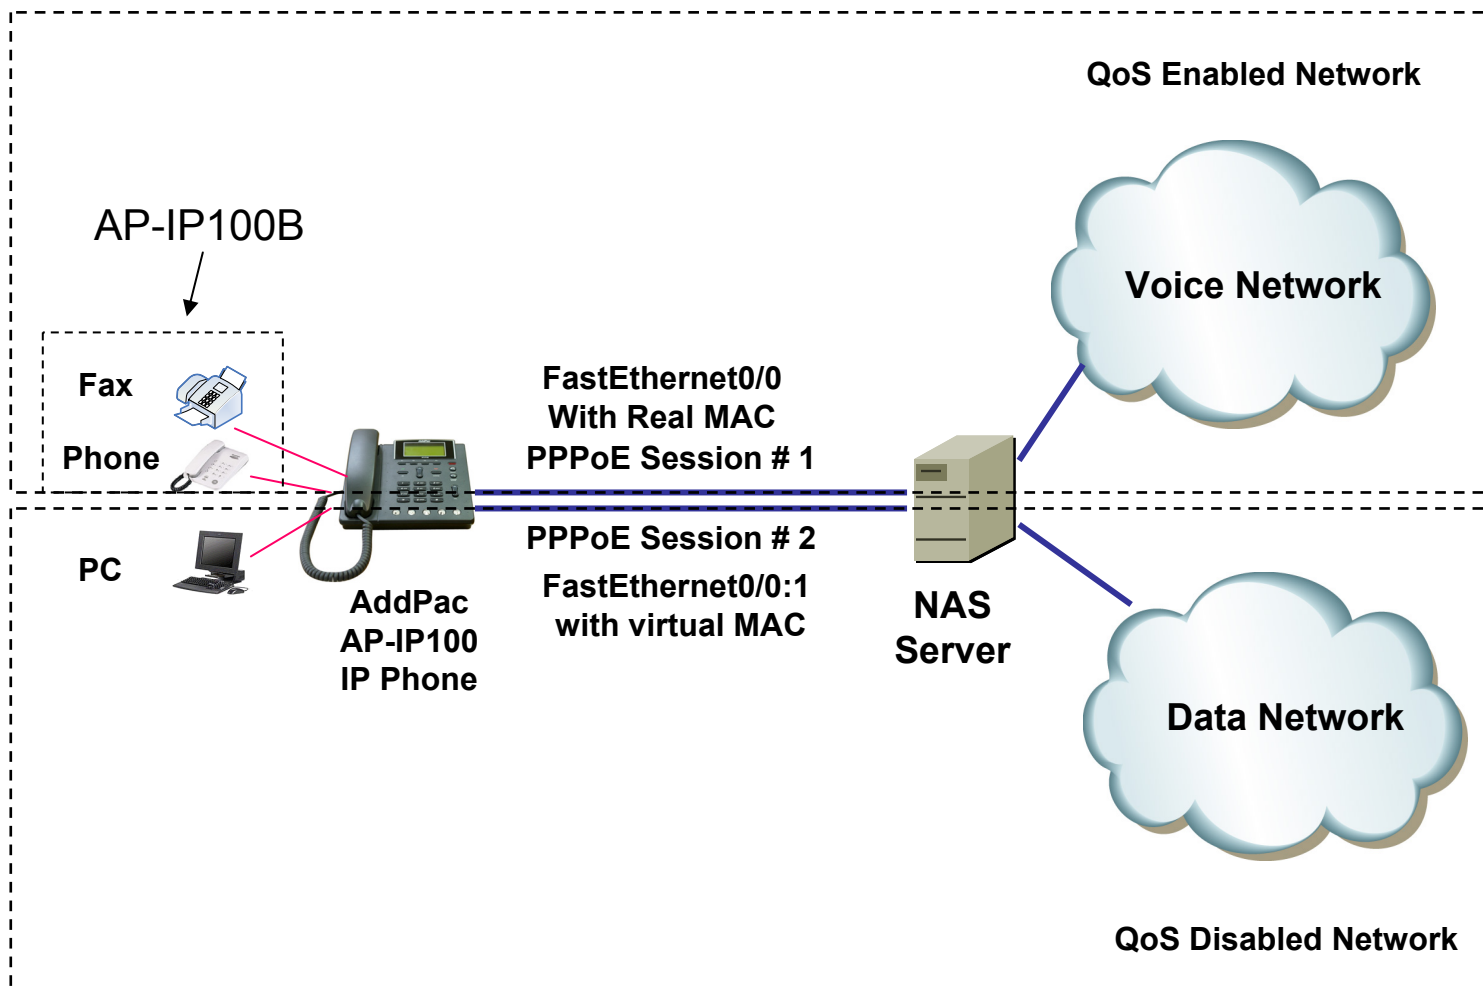 QoS Enabled Network
AP-IP100B
Voice Network
Fax
Phone
FastEthernet0/0
With Real MAC
PPPoE Session # 1
PPPoE Session # 2
FastEthernet0/0:1
with virtual MAC
PC
AddPac
AP-IP100
IP Phone
NAS
Server
Data Network
QoS Disabled Network